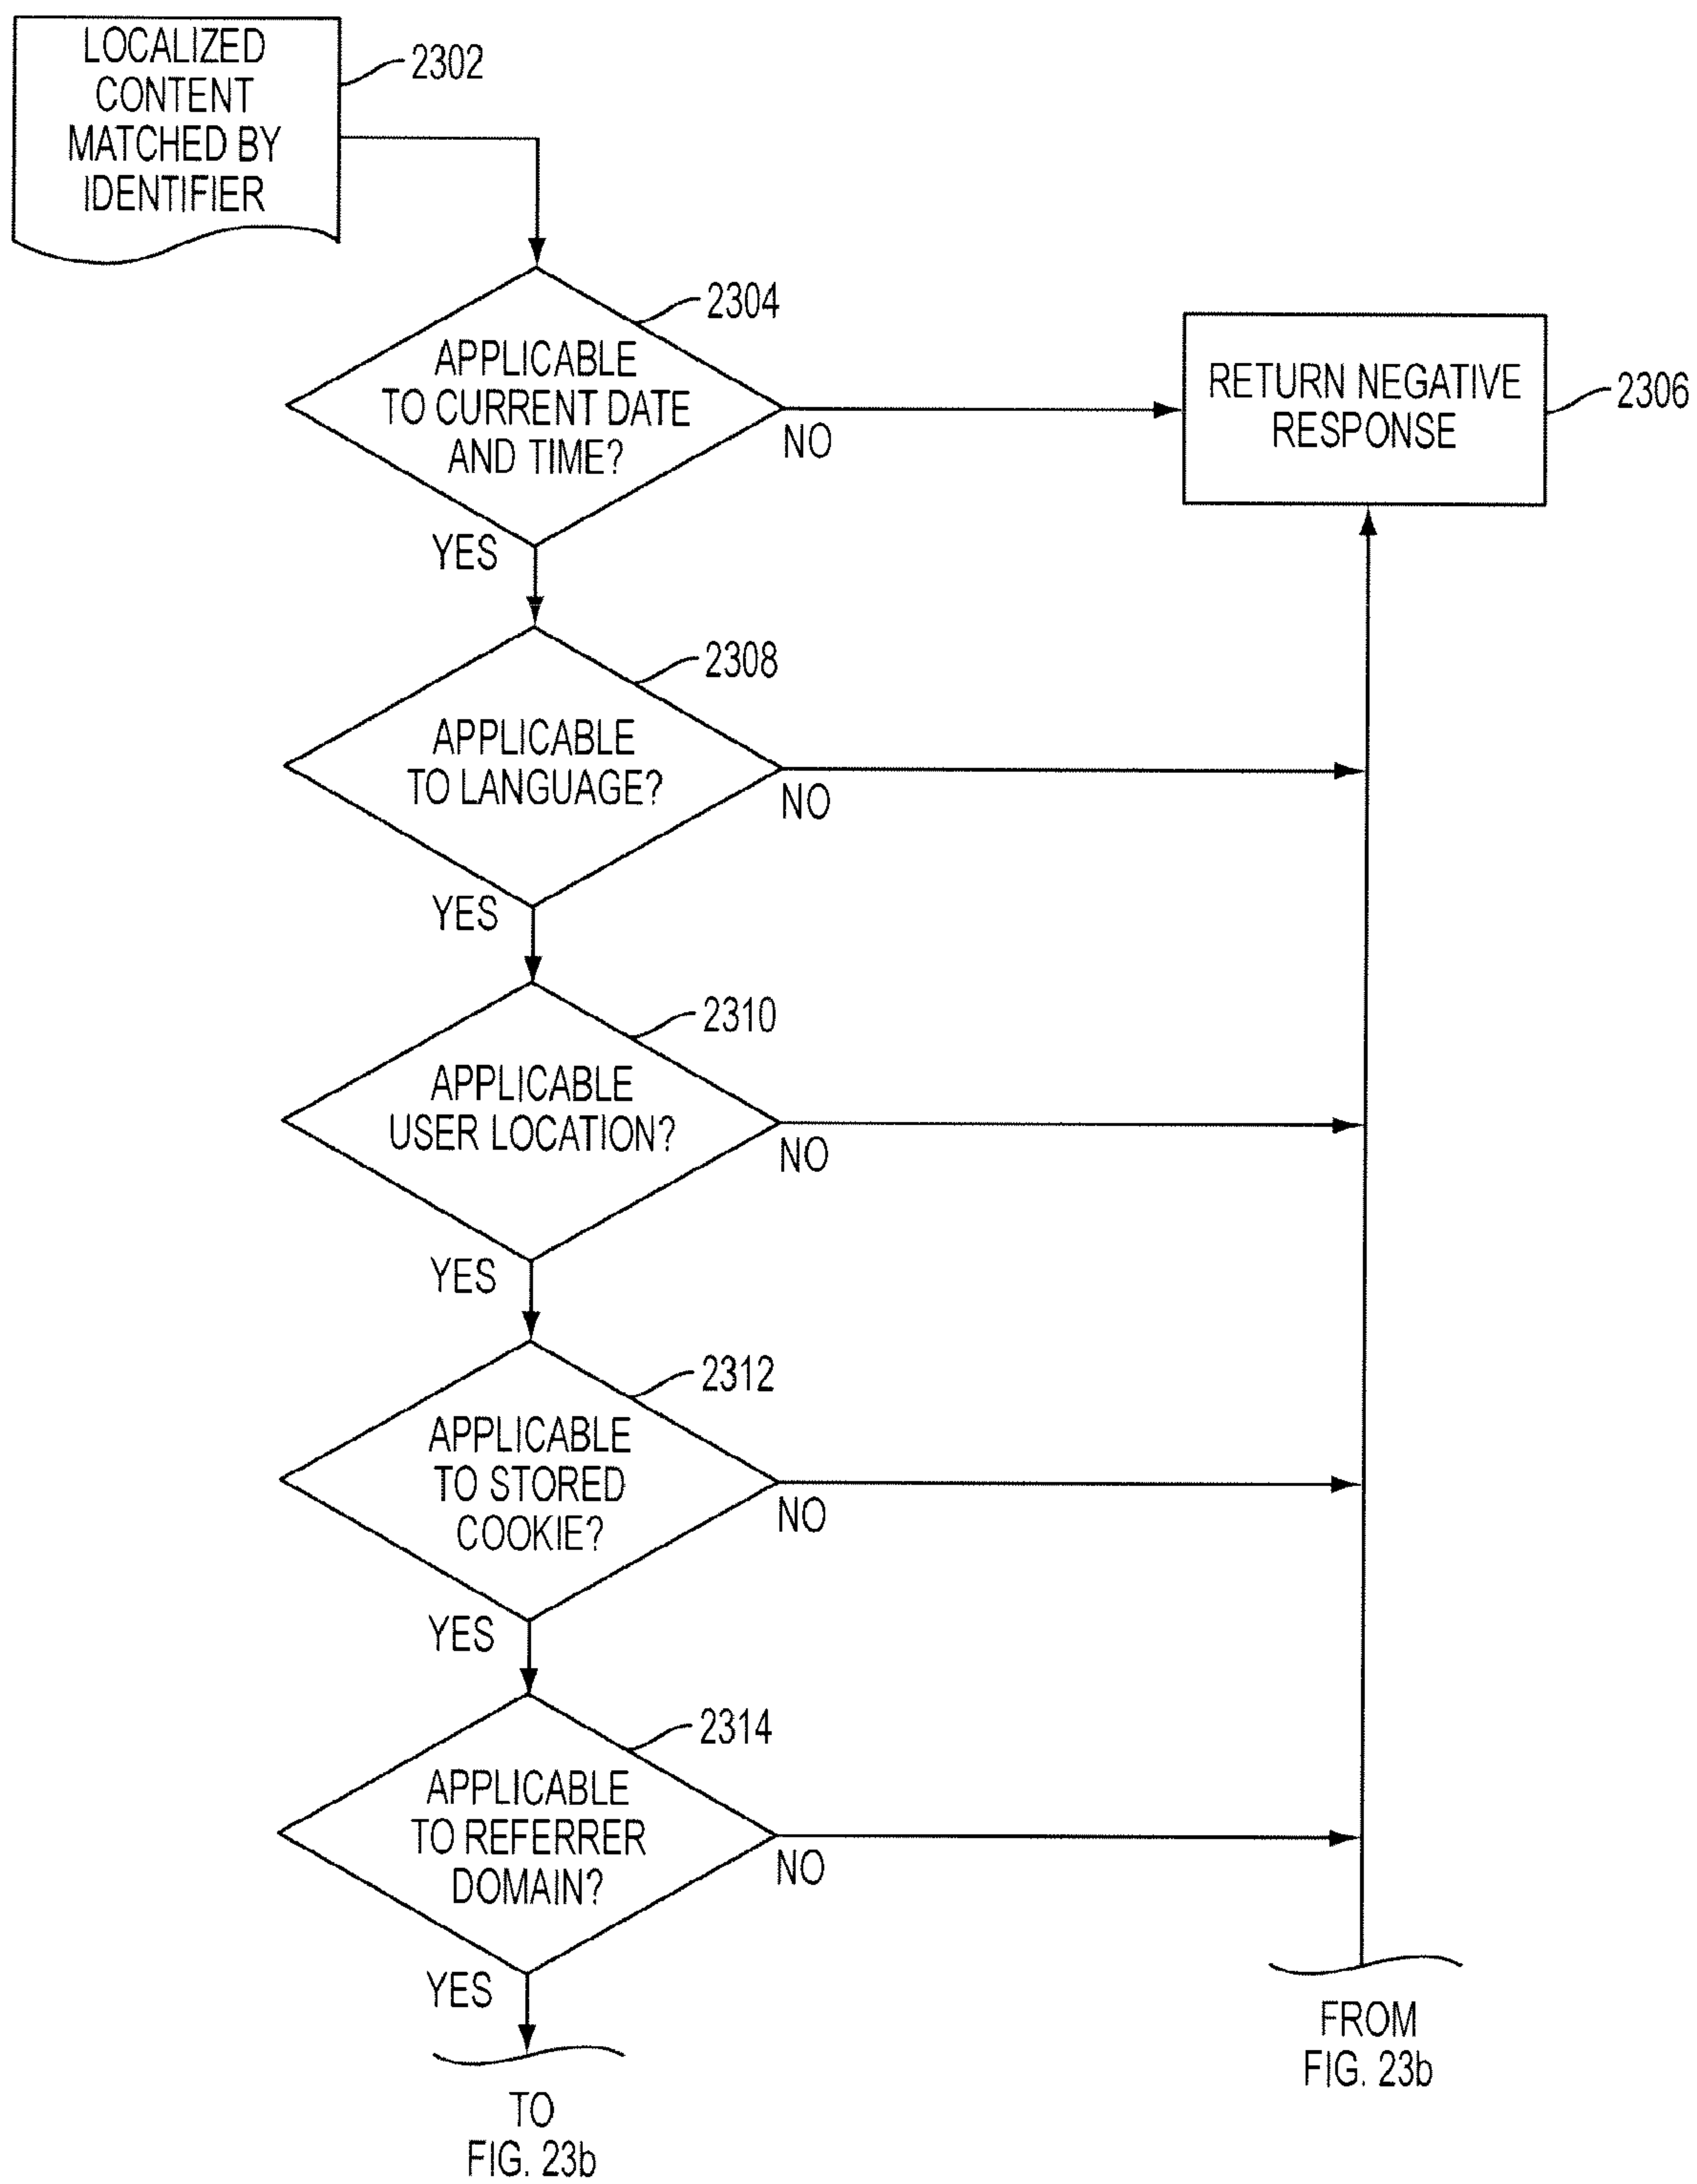 LOCALIZED
CONTENT
MATCHED BY
IDENTIFIER
2302
2304
APPLICABLE
TO CURRENT DATE
AND TIME?
NO
YES
RETURN NEGATIVE
RESPONSE
2306
2308
APPLICABLE
TO LANGUAGE?
NO
YES
2310
APPLICABLE
USER LOCATION?
NO
YES
2312
APPLICABLE
TO STORED
COOKIE?
NO
YES
2314
APPLICABLE
TO REFERRER
DOMAIN?
NO
YES
TO
FIG. 23b
FROM
FIG. 23b